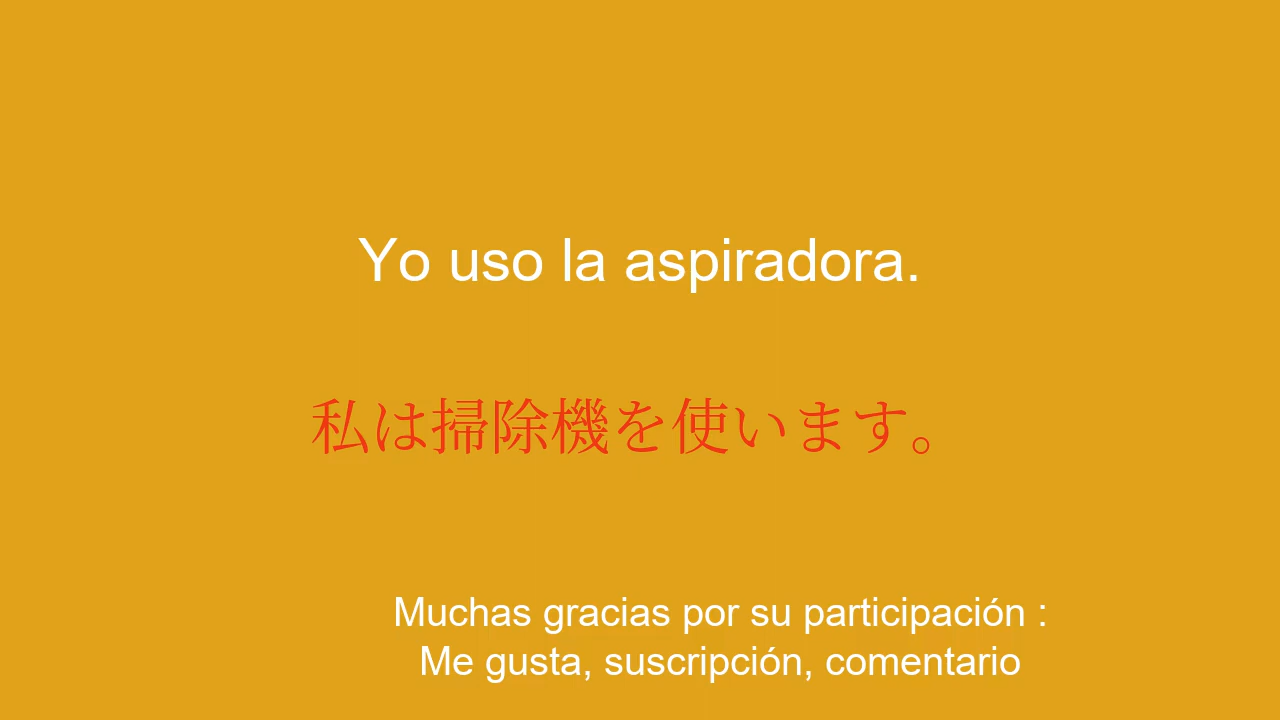 Yo uso la aspiradora.
私は掃除機を使います。
Muchas gracias por su participación :
Me gusta, suscripción, comentario